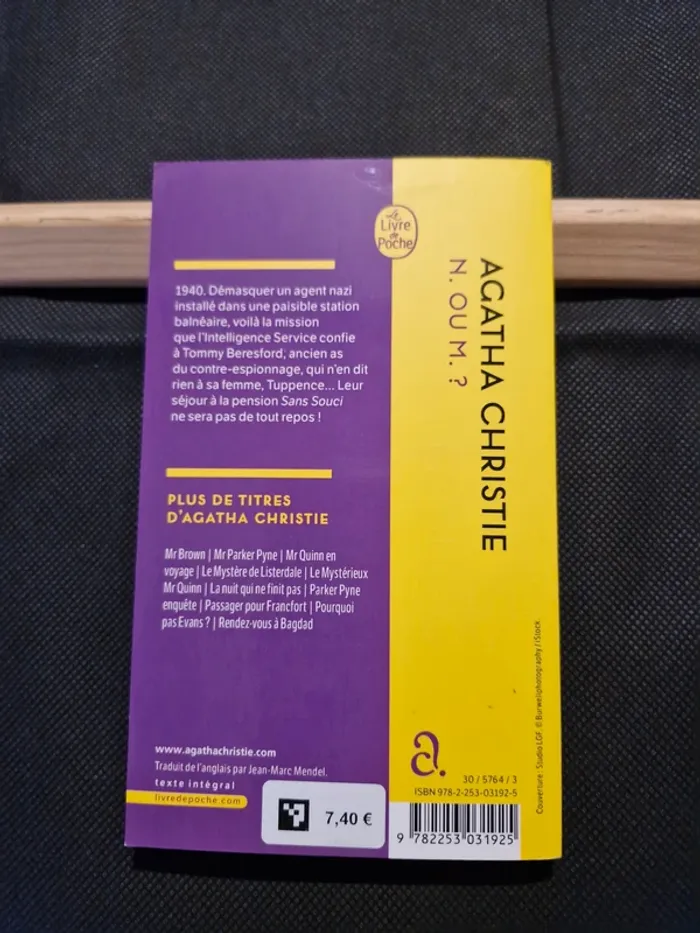 Le
Livre
de
Poche
AGATHA CHRISTIE
N. OU M. ?
1940. Démasquer un agent nazi
installé dans une paisible station
balnéaire, voilà la mission
que l'Intelligence Service confie
à Tommy Beresford, ancien as
du contre-espionnage, qui n'en dit
rien à sa femme, Tuppence... Leur
séjour à la pension Sans Souci
ne sera pas de tout repos !
PLUS DE TITRES
D'AGATHA CHRISTIE
Mr Brown | Mr Parker Pyne | Mr Quinn en
voyage | Le Mystère de Listerdale | Le Mystérieux
Mr Quinn | La nuit qui ne finit pas | Parker Pyne
enquête | Passager pour Francfort | Pourquoi
pas Evans ? | Rendez-vous à Bagdad
www.agathachristie.com
Traduit de l'anglais par Jean-Marc Mendel.
texte intégral
livredepoche.com
7,40 €
a.
30 / 5764 / 3
ISBN 978-2-253-03192-5
9 782253 031925
Couverture : Studio LGF. © Burwellphotography / iStock.